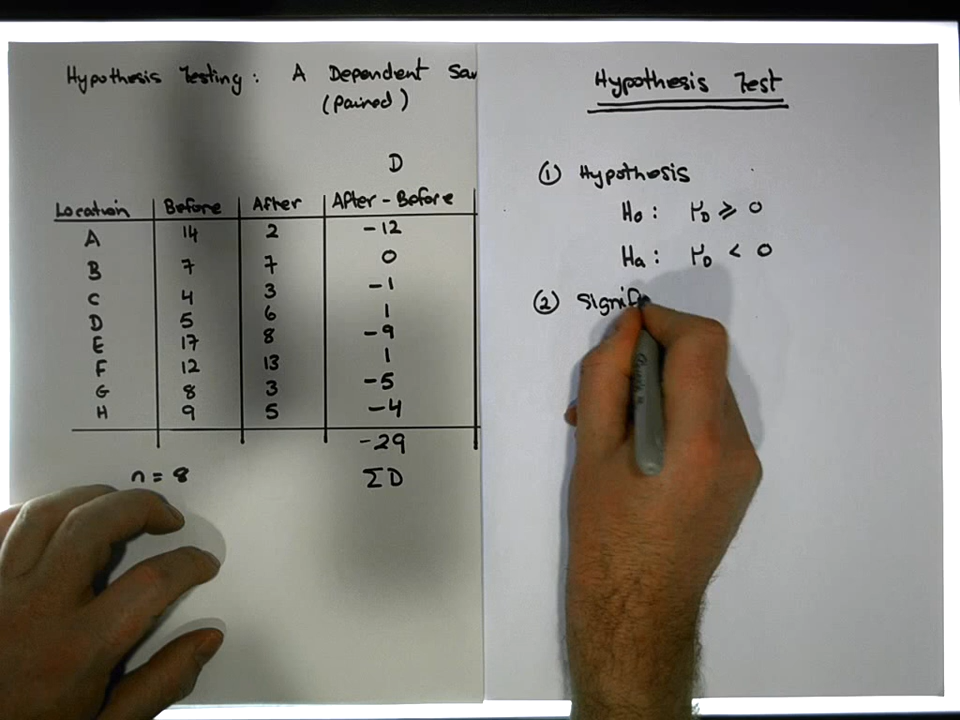 Hypothesis Testing: A Dependent
(Paired)
D
Location Before After After - Before
A 14 2 -12
B 7 7 0
C 4 3 -1
D 5 6 1
E 17 8 -9
F 12 13 1
G 8 3 -5
H 9 5 -4
-29
n = 8 ΣD
Hypothesis Test
① Hypothesis
H0: μD ⩾ 0
Ha: μD < 0
② Signif